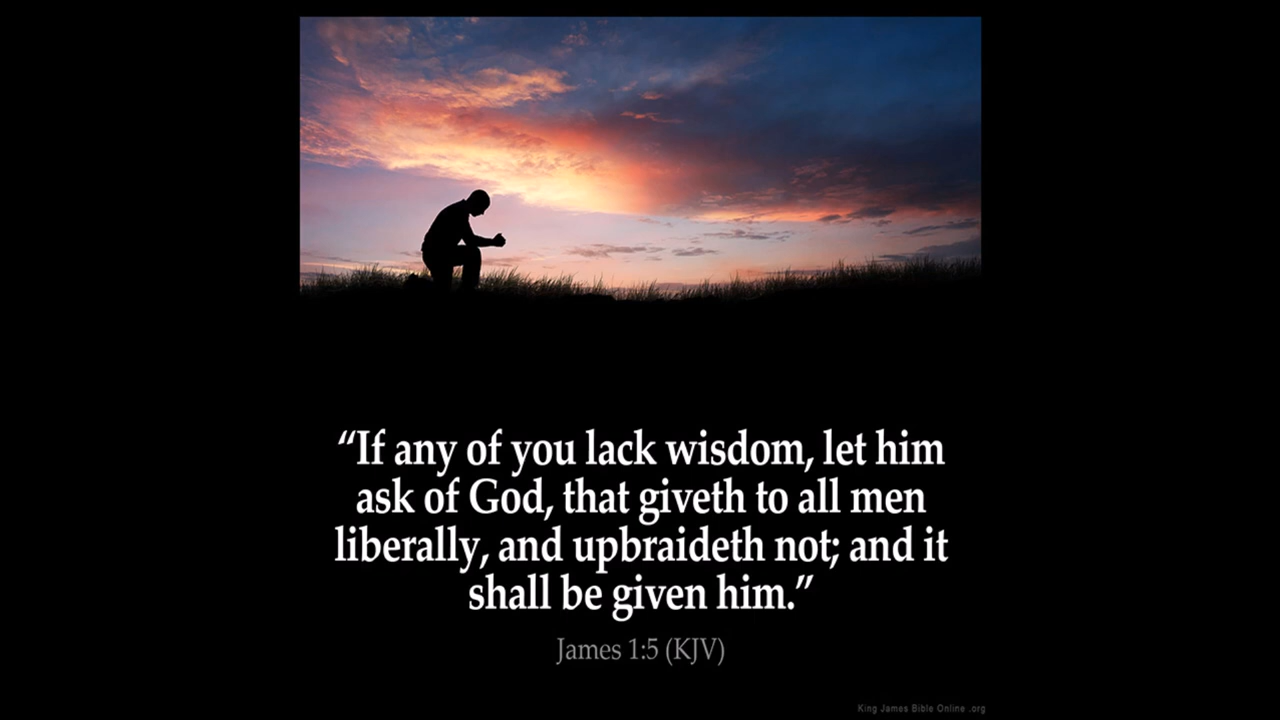 “If any of you lack wisdom, let him
ask of God, that giveth to all men
liberally, and upbraideth not; and it
shall be given him.”
James 1:5 (KJV)
King James Bible Online .org